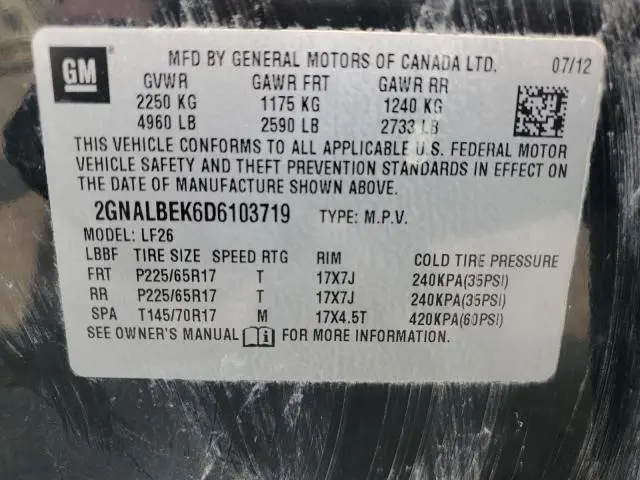 GM
MFD BY GENERAL MOTORS OF CANADA LTD. 07/12
GVWR GAWR FRT GAWR RR
2250 KG 1175 KG 1240 KG
4960 LB 2590 LB 2733 LB
THIS VEHICLE CONFORMS TO ALL APPLICABLE U.S. FEDERAL MOTOR
VEHICLE SAFETY AND THEFT PREVENTION STANDARDS IN EFFECT ON
THE DATE OF MANUFACTURE SHOWN ABOVE.
2GNALBEK6D6103719 TYPE: M.P.V.
MODEL: LF26
LBBF TIRE SIZE SPEED RTG RIM COLD TIRE PRESSURE
FRT P225/65R17 T 17X7J 240KPA(35PSI)
RR P225/65R17 T 17X7J 240KPA(35PSI)
SPA T145/70R17 M 17X4.5T 420KPA(60PSI)
SEE OWNER'S MANUAL FOR MORE INFORMATION.